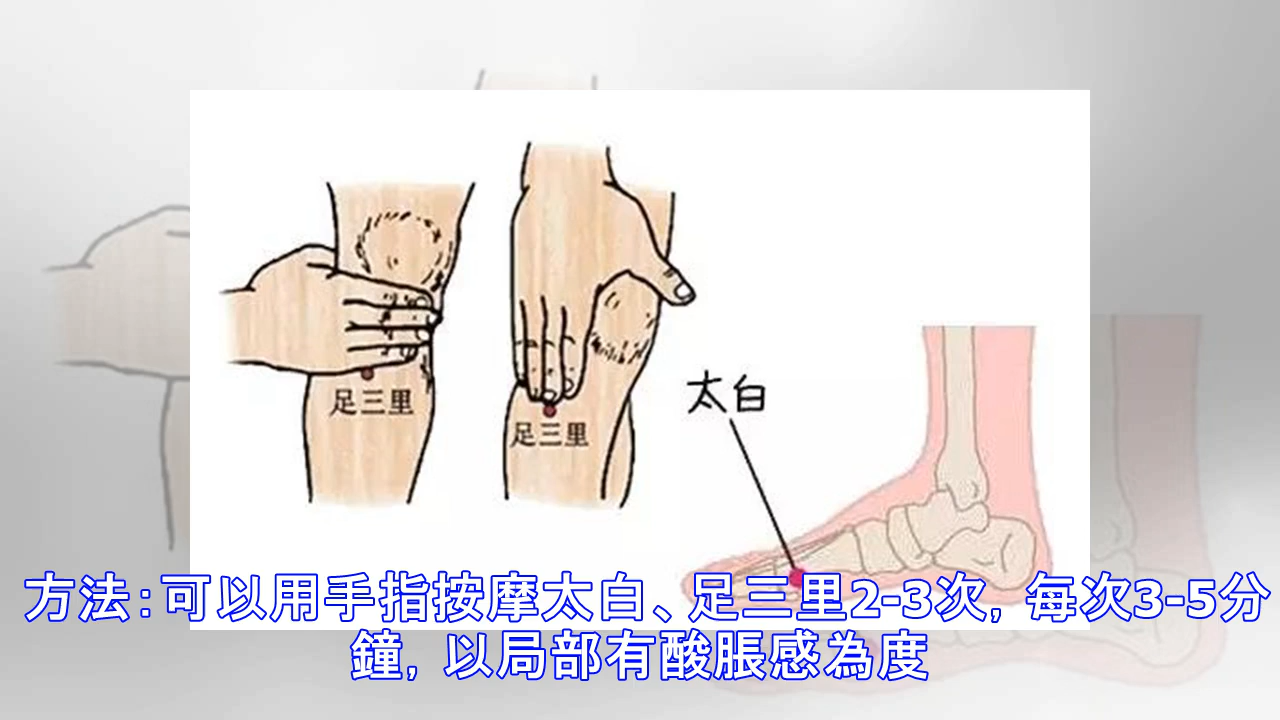 足三里
足三里
太白
方法:可以用手指按摩太白、足三里2-3次, 每次3-5分
鐘, 以局部有酸脹感為度